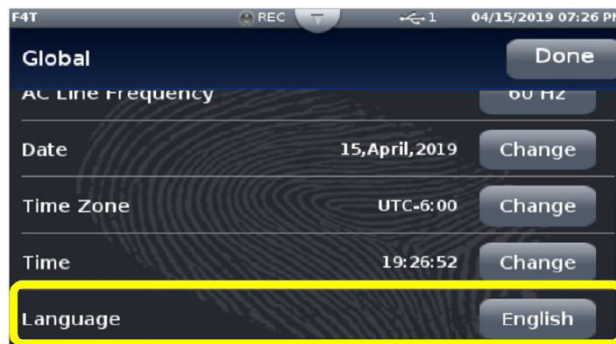 F4T REC 1 04/15/2019 07:26 PM
Global Done
AC Line Frequency 60 Hz
Date 15,April,2019 Change
Time Zone UTC-6:00 Change
Time 19:26:52 Change
Language English